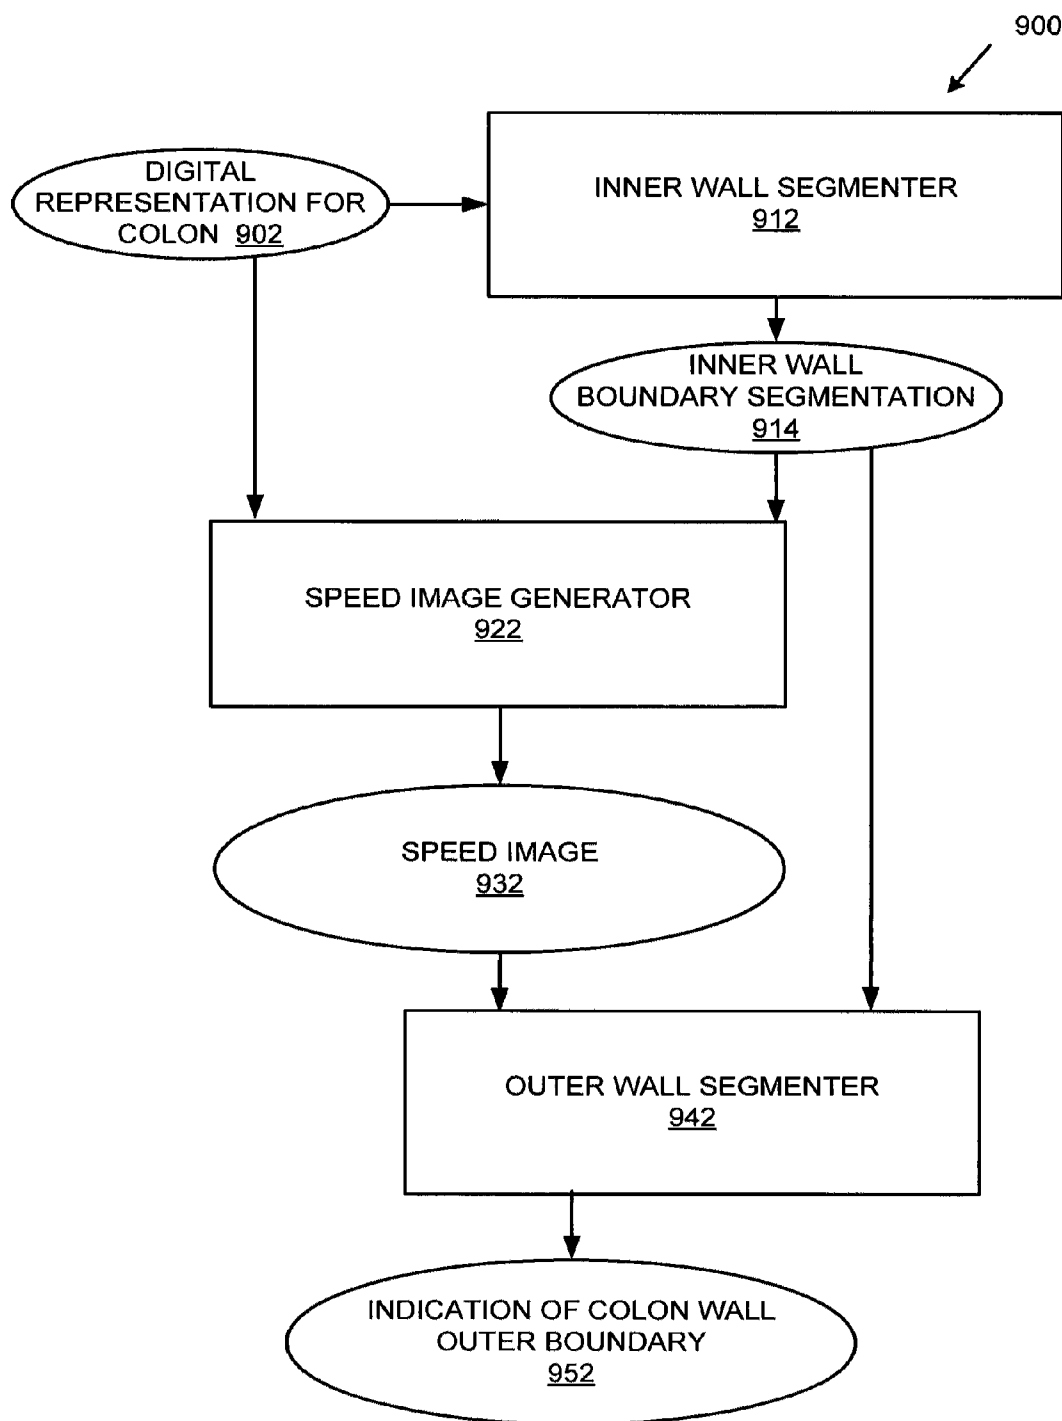 900
DIGITAL
REPRESENTATION FOR
COLON 902
INNER WALL SEGMENTER
912
INNER WALL
BOUNDARY SEGMENTATION
914
SPEED IMAGE GENERATOR
922
SPEED IMAGE
932
OUTER WALL SEGMENTER
942
INDICATION OF COLON WALL
OUTER BOUNDARY
952